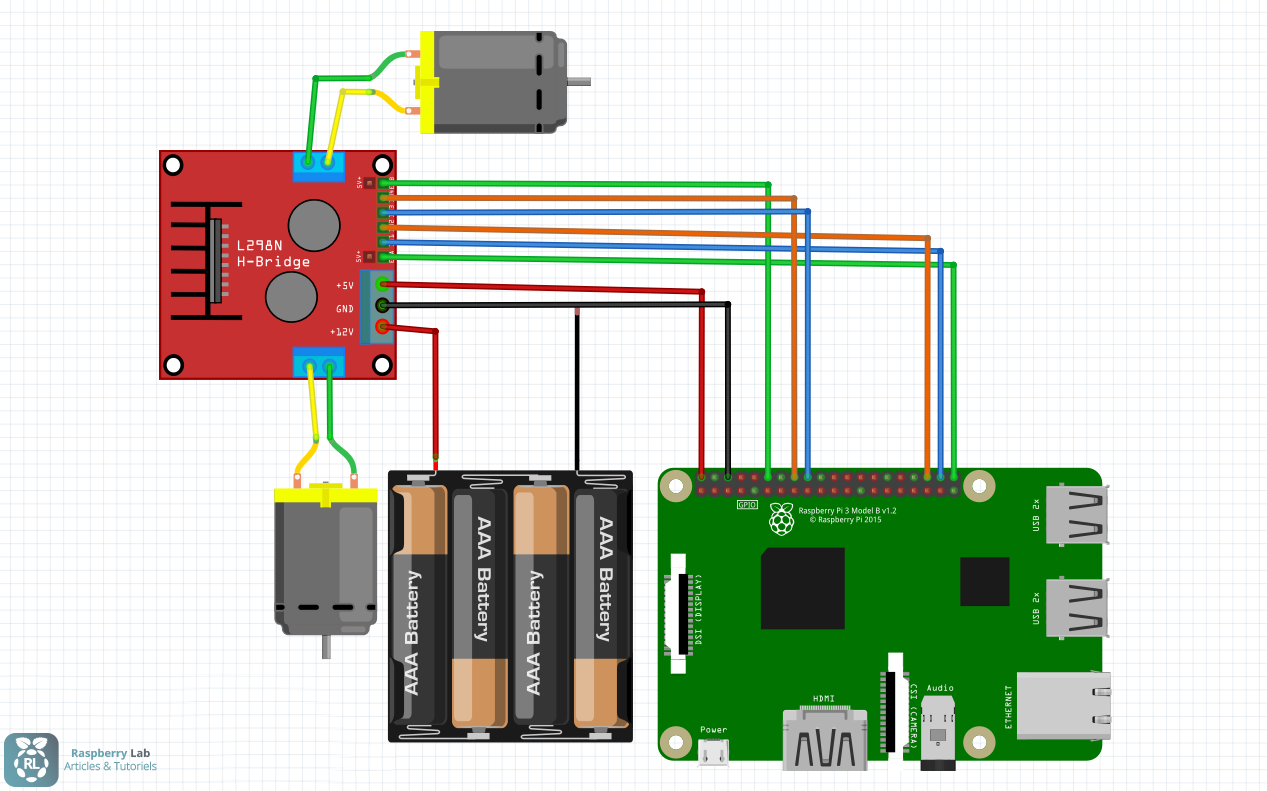 5V+
L298N
H-Bridge
5V+
+5V
GND
+12V
AAA Battery
AAA Battery
AAA Battery
AAA Battery
GPIO
Raspberry Pi 3 Model B v1.2
© Raspberry Pi 2015
USB 2x
DSI (DISPLAY)
USB 2x
HDMI
CSI (CAMERA)
Audio
ETHERNET
Power
RL
Raspberry Lab
Articles & Tutoriels